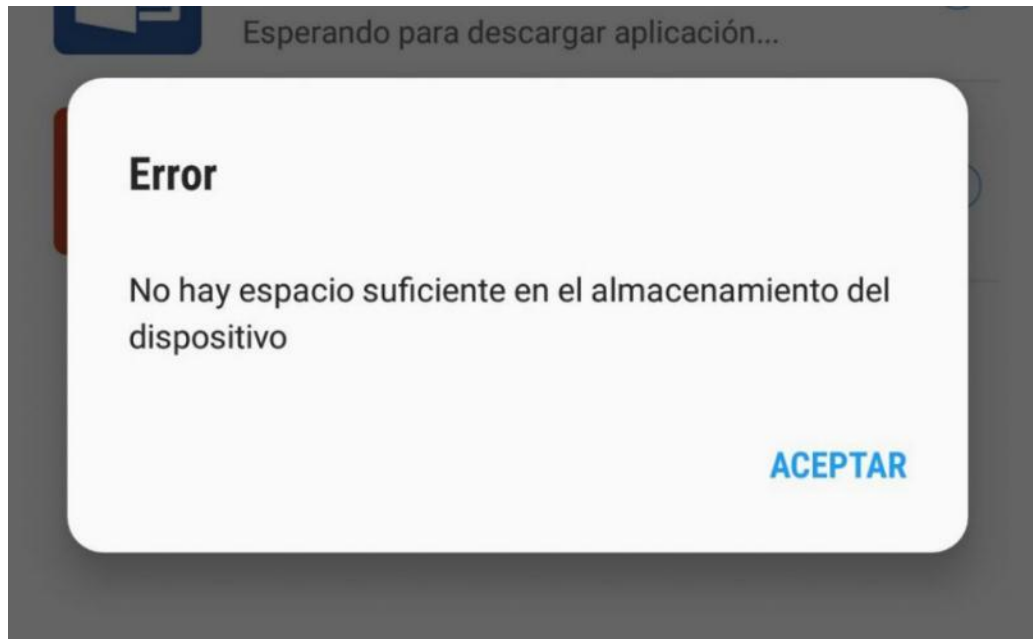 Esperando para descargar aplicación...
Error
No hay espacio suficiente en el almacenamiento del
dispositivo
ACEPTAR